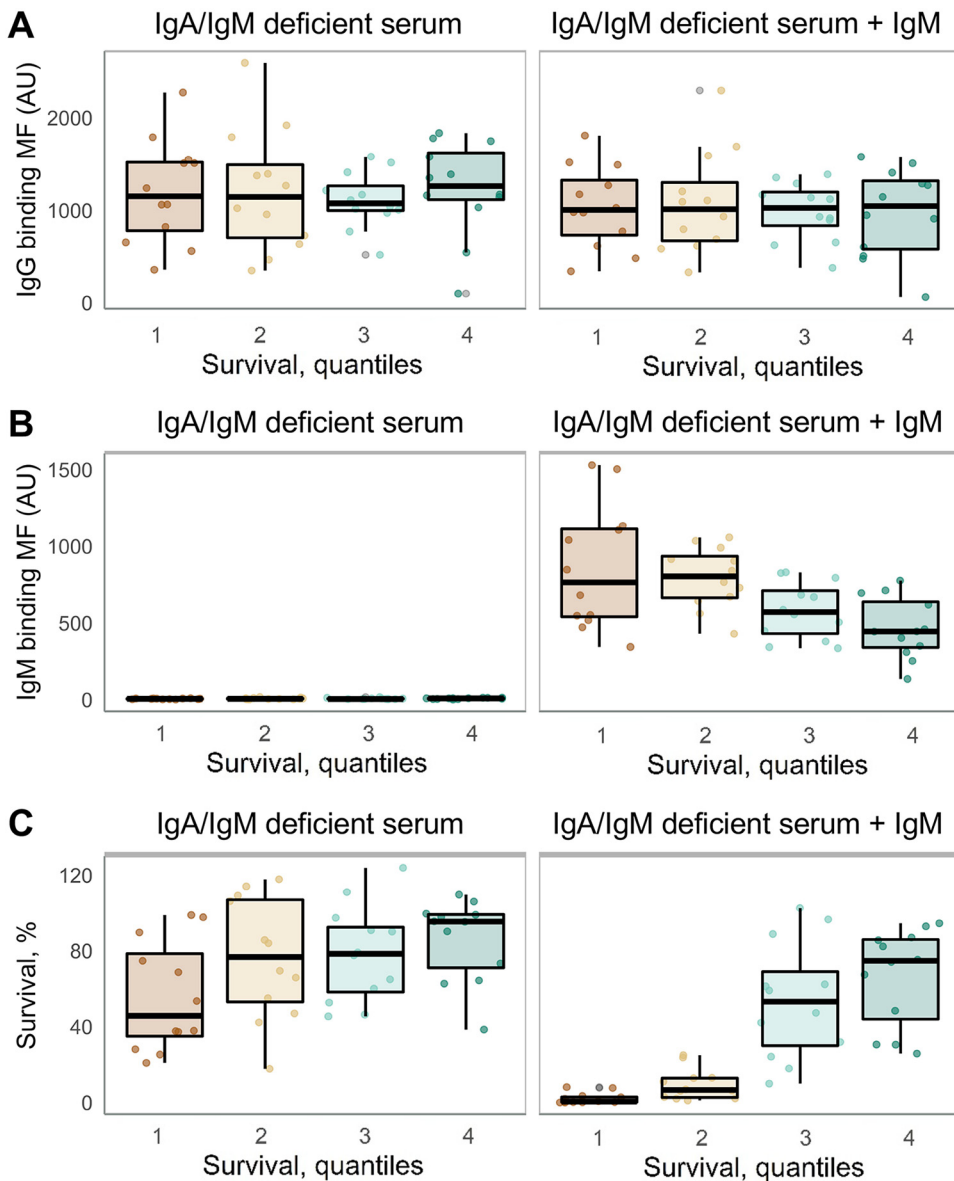 A
IgA/IgM deficient serum
IgA/IgM deficient serum + IgM
IgG binding MF (AU)
2000
1000
0
1 2 3 4
1 2 3 4
Survival, quantiles
Survival, quantiles
B
IgA/IgM deficient serum
IgA/IgM deficient serum + IgM
IgM binding MF (AU)
1500
1000
500
0
1 2 3 4
1 2 3 4
Survival, quantiles
Survival, quantiles
C
IgA/IgM deficient serum
IgA/IgM deficient serum + IgM
Survival, %
120
80
40
0
1 2 3 4
1 2 3 4
Survival, quantiles
Survival, quantiles